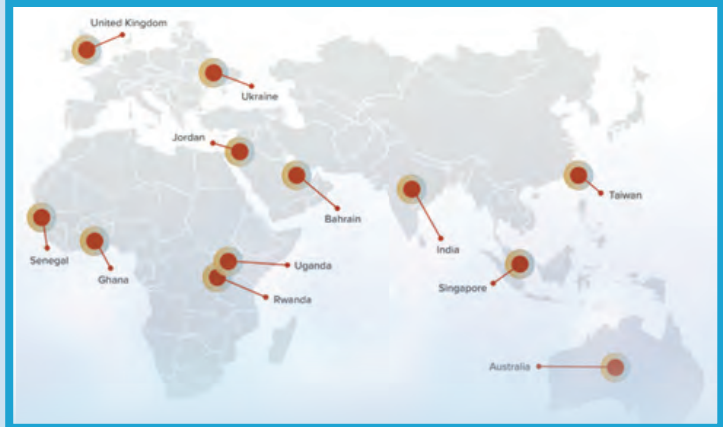 United Kingdom
Ukraine
Jordan
Bahrain
Taiwan
India
Senegal
Ghana
Uganda
Singapore
Rwanda
Australia